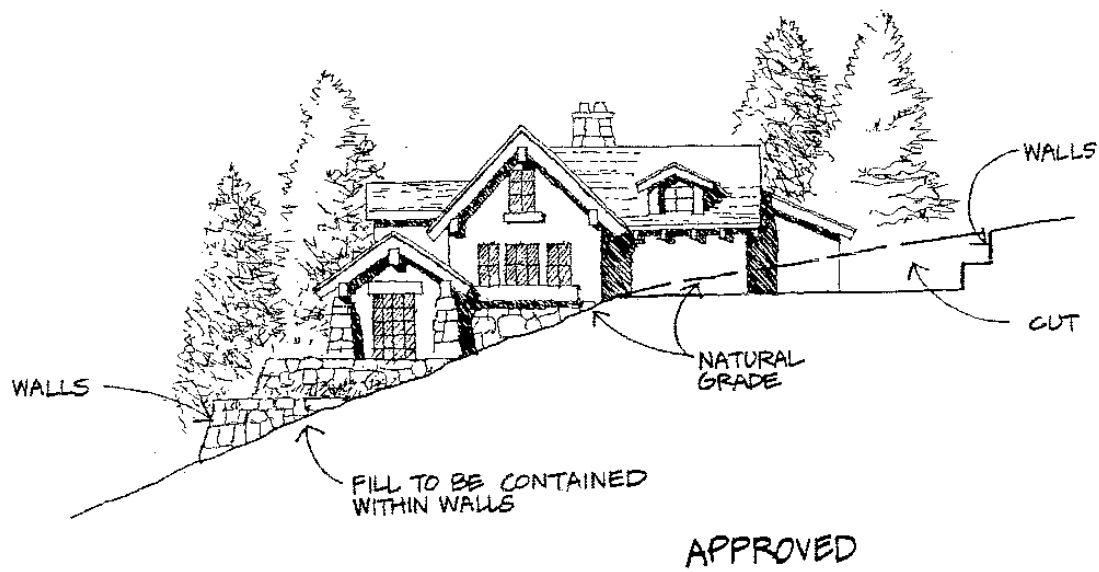 WALLS
CUT
NATURAL
GRADE
WALLS
FILL TO BE CONTAINED
WITHIN WALLS
APPROVED